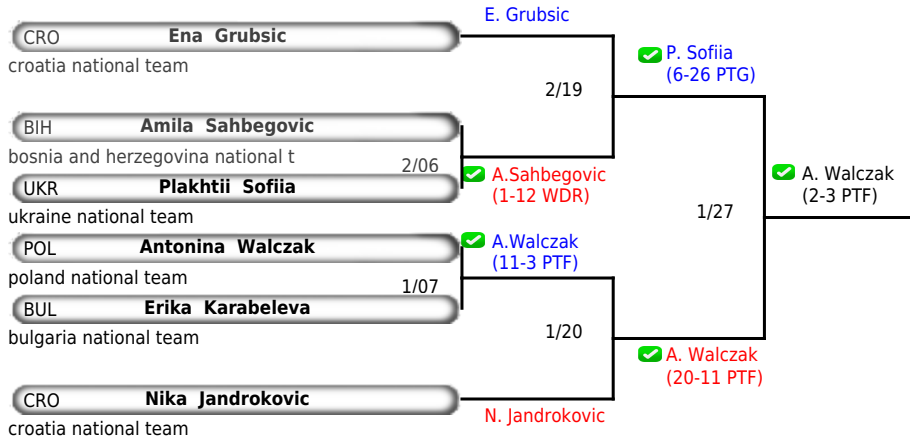 E. Grubsic
CRO Ena Grubsic
croatia national team
P. Sofiia
(6-26 PTG)
2/19
BIH Amila Sahbegovic
bosnia and herzegovina national t
2/06
A.Sahbegovic
(1-12 WDR)
UKR Plakhtii Sofiia
ukraine national team
A. Walczak
(2-3 PTF)
1/27
POL Antonina Walczak
poland national team
A.Walczak
(11-3 PTF)
1/07
BUL Erika Karabeleva
bulgaria national team
1/20
A. Walczak
(20-11 PTF)
CRO Nika Jandrokovic
croatia national team
N. Jandrokovic